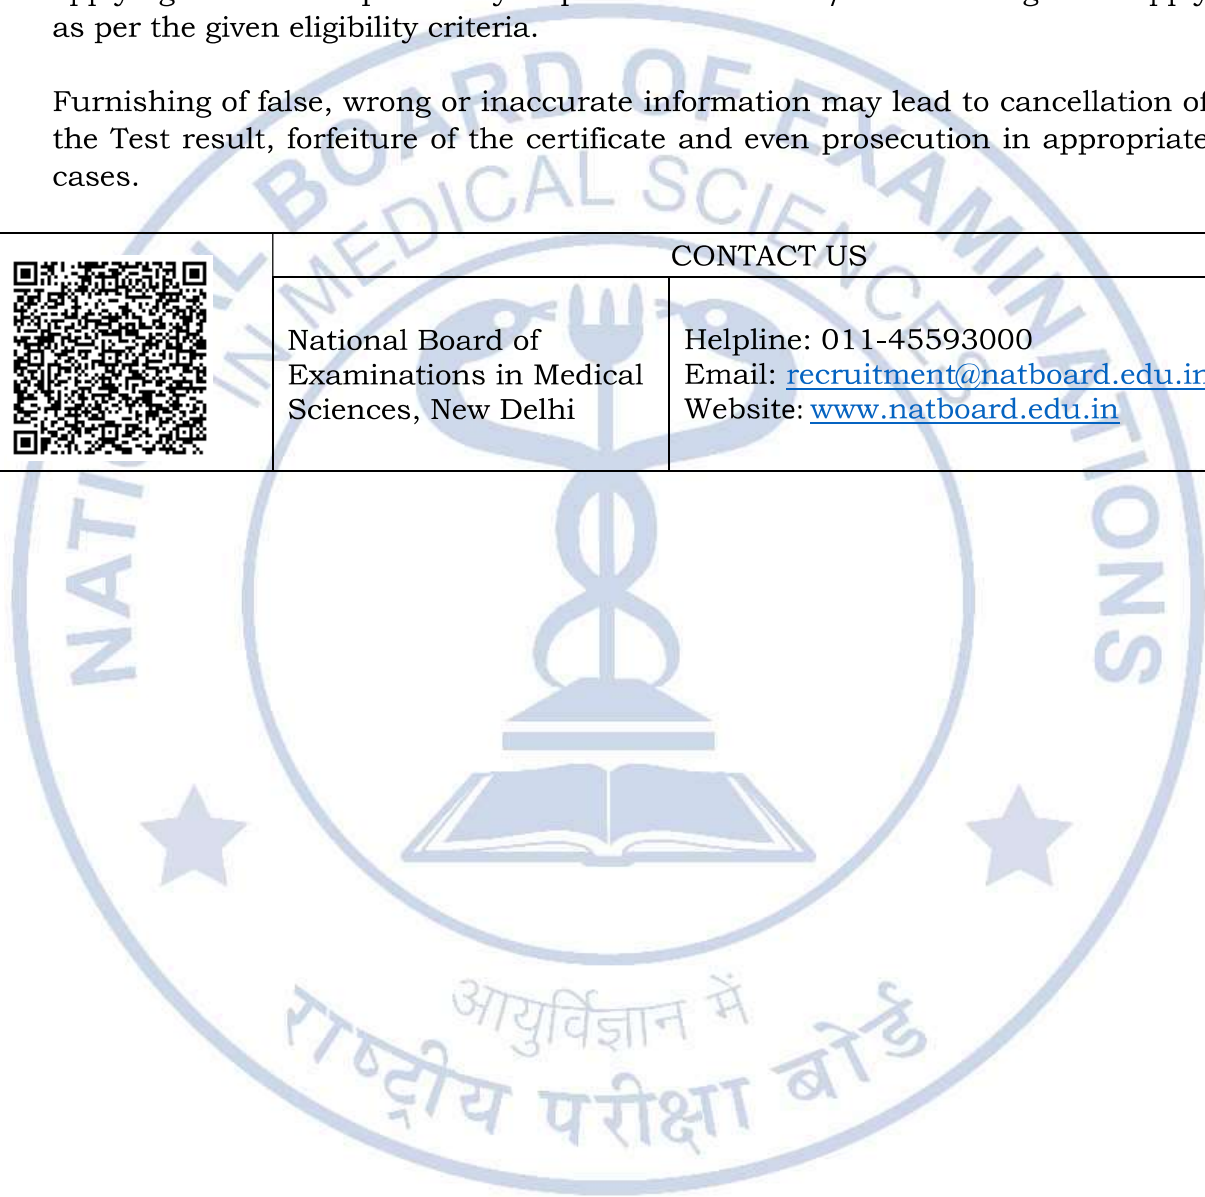 as per the given eligibility criteria.
Furnishing of false, wrong or inaccurate information may lead to cancellation of
the Test result, forfeiture of the certificate and even prosecution in appropriate
cases.
CONTACT US
National Board of
Examinations in Medical
Sciences, New Delhi
Helpline: 011-45593000
Email: recruitment@natboard.edu.in
Website: www.natboard.edu.in
NATIONAL BOARD OF EXAMINATIONS
IN MEDICAL SCIENCES
आयुर्विज्ञान में
राष्ट्रीय परीक्षा बोर्ड